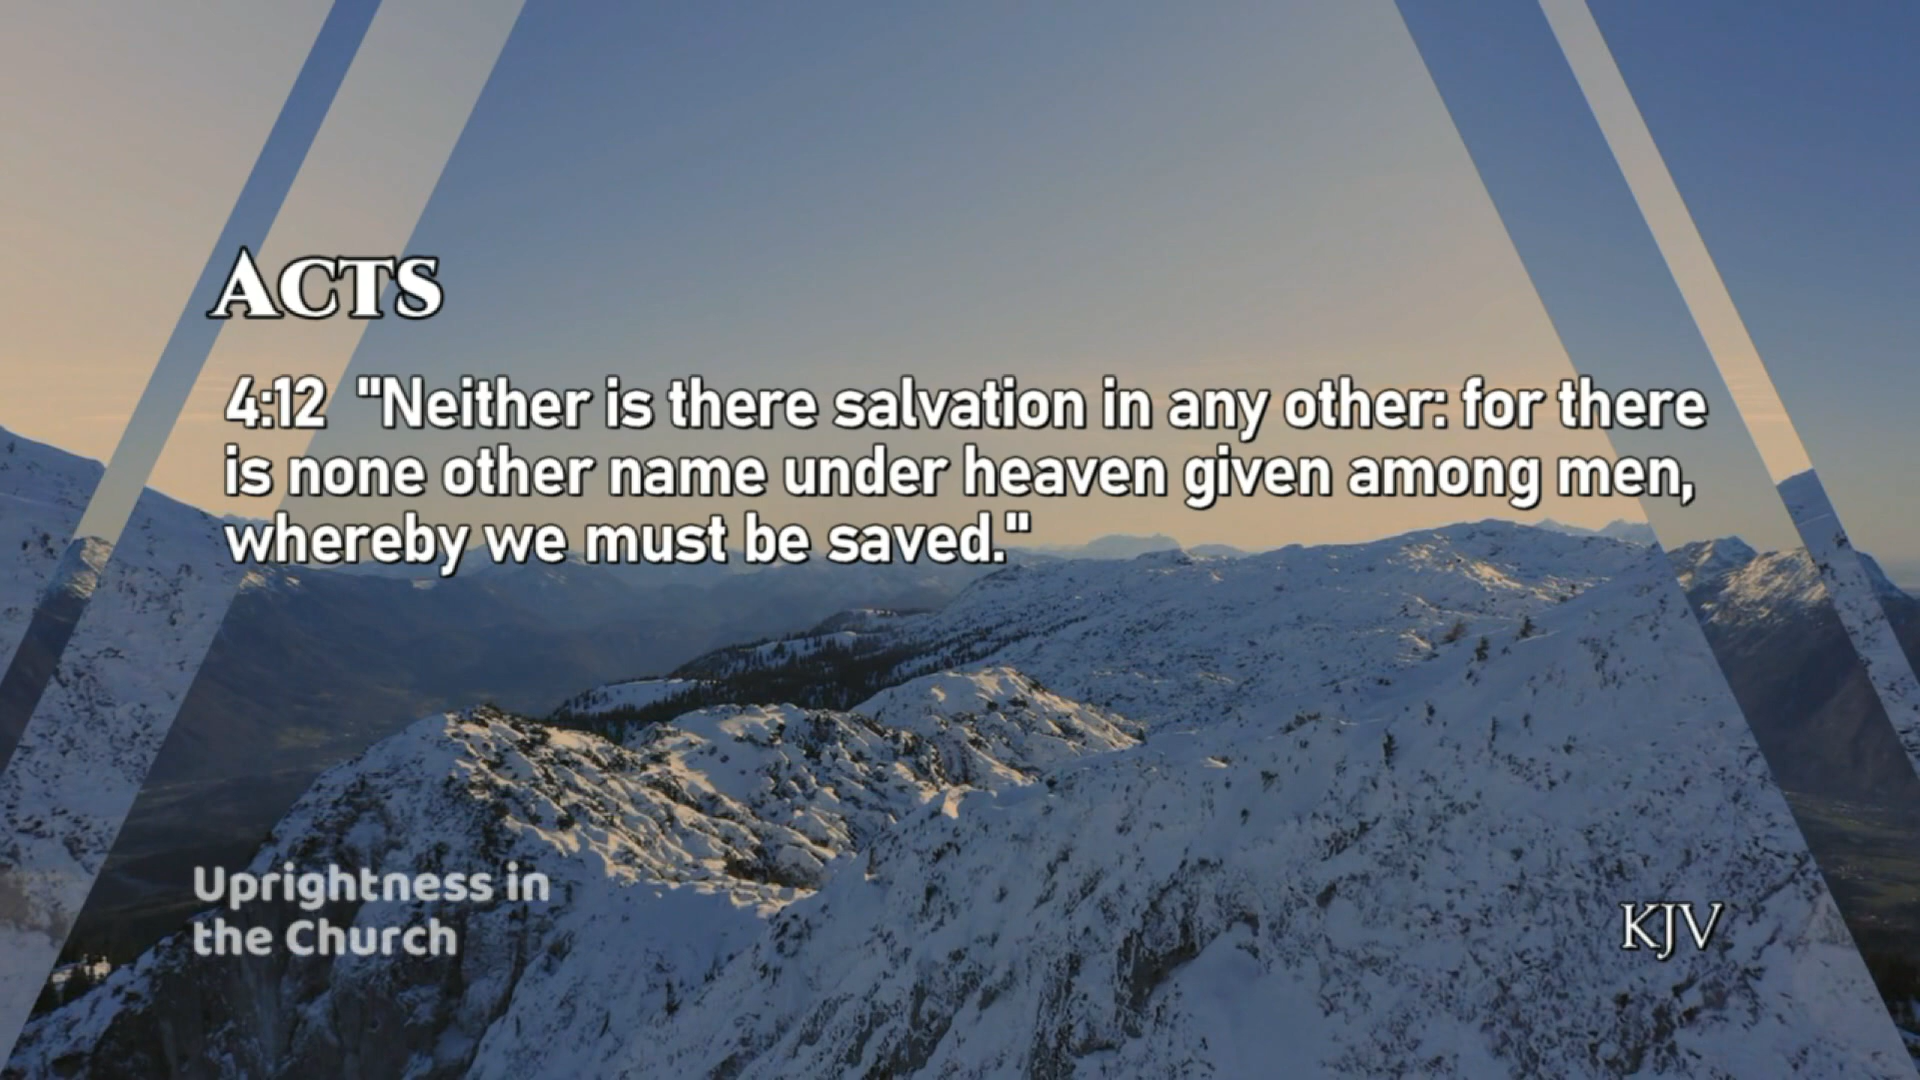 Acts
4:12 "Neither is there salvation in any other: for there
is none other name under heaven given among men,
whereby we must be saved."
Uprightness in
the Church
KJV